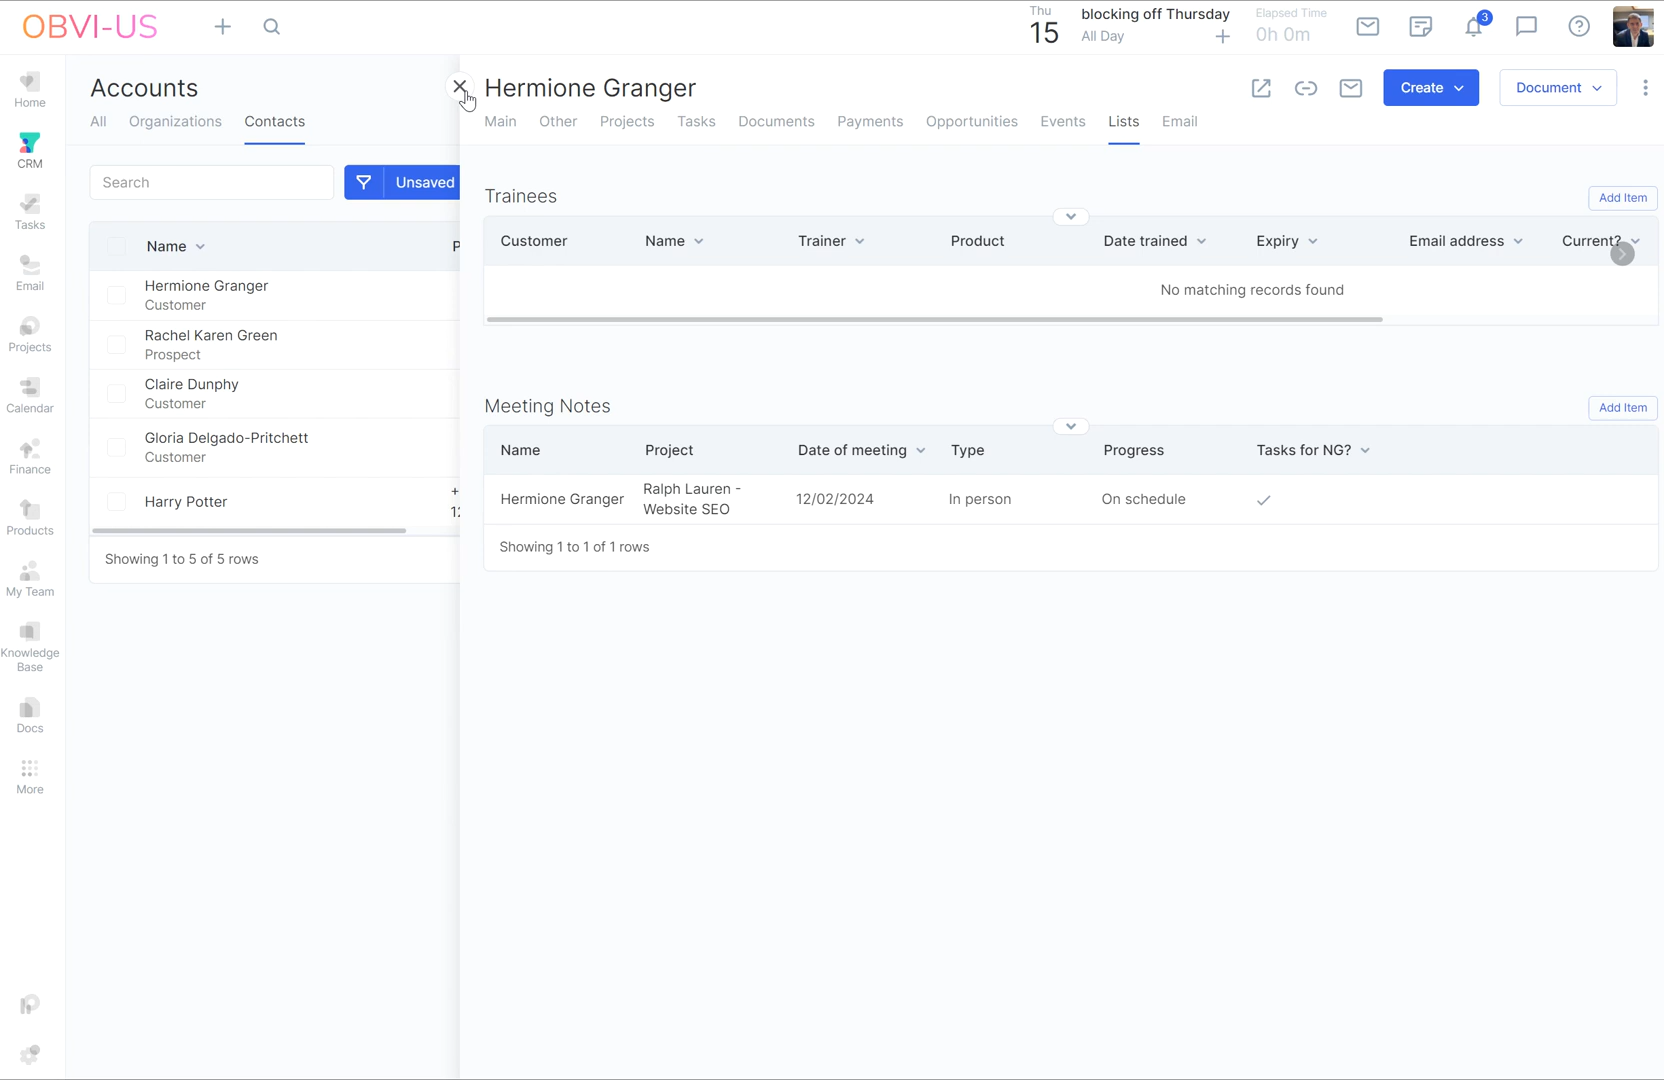 OBVI-US
Thu
15
blocking off Thursday
All Day
Elapsed Time
0h 0m
3
Home
CRM
Tasks
Email
Projects
Calendar
Finance
Products
My Team
Knowledge
Base
Docs
More
Accounts
All Organizations Contacts
Search
Unsaved
Name
P
Hermione Granger
Customer
Rachel Karen Green
Prospect
Claire Dunphy
Customer
Gloria Delgado-Pritchett
Customer
Harry Potter
+
12
Showing 1 to 5 of 5 rows
Hermione Granger
Create
Document
Main Other Projects Tasks Documents Payments Opportunities Events Lists Email
Trainees
Add Item
Customer Name Trainer Product Date trained Expiry Email address Current?
No matching records found
Meeting Notes
Add Item
Name Project Date of meeting Type Progress Tasks for NG?
Hermione Granger Ralph Lauren - 12/02/2024 In person On schedule
Website SEO
Showing 1 to 1 of 1 rows